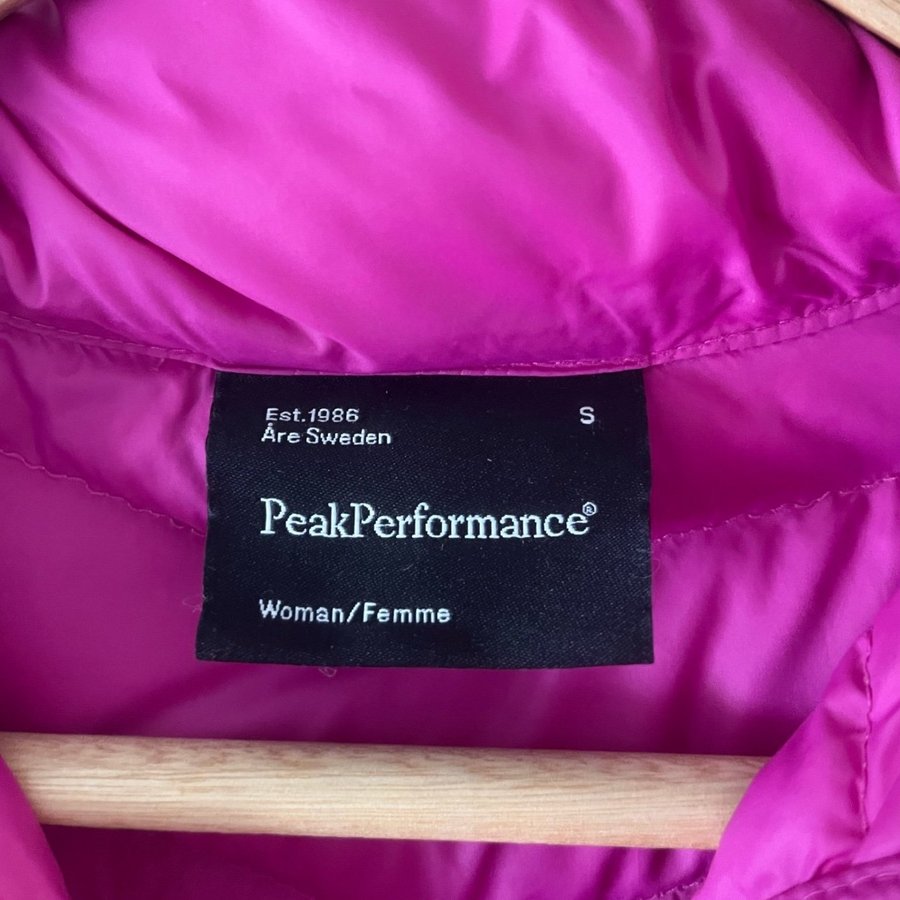 Est.1986 S
Åre Sweden
PeakPerformance®
Woman/Femme